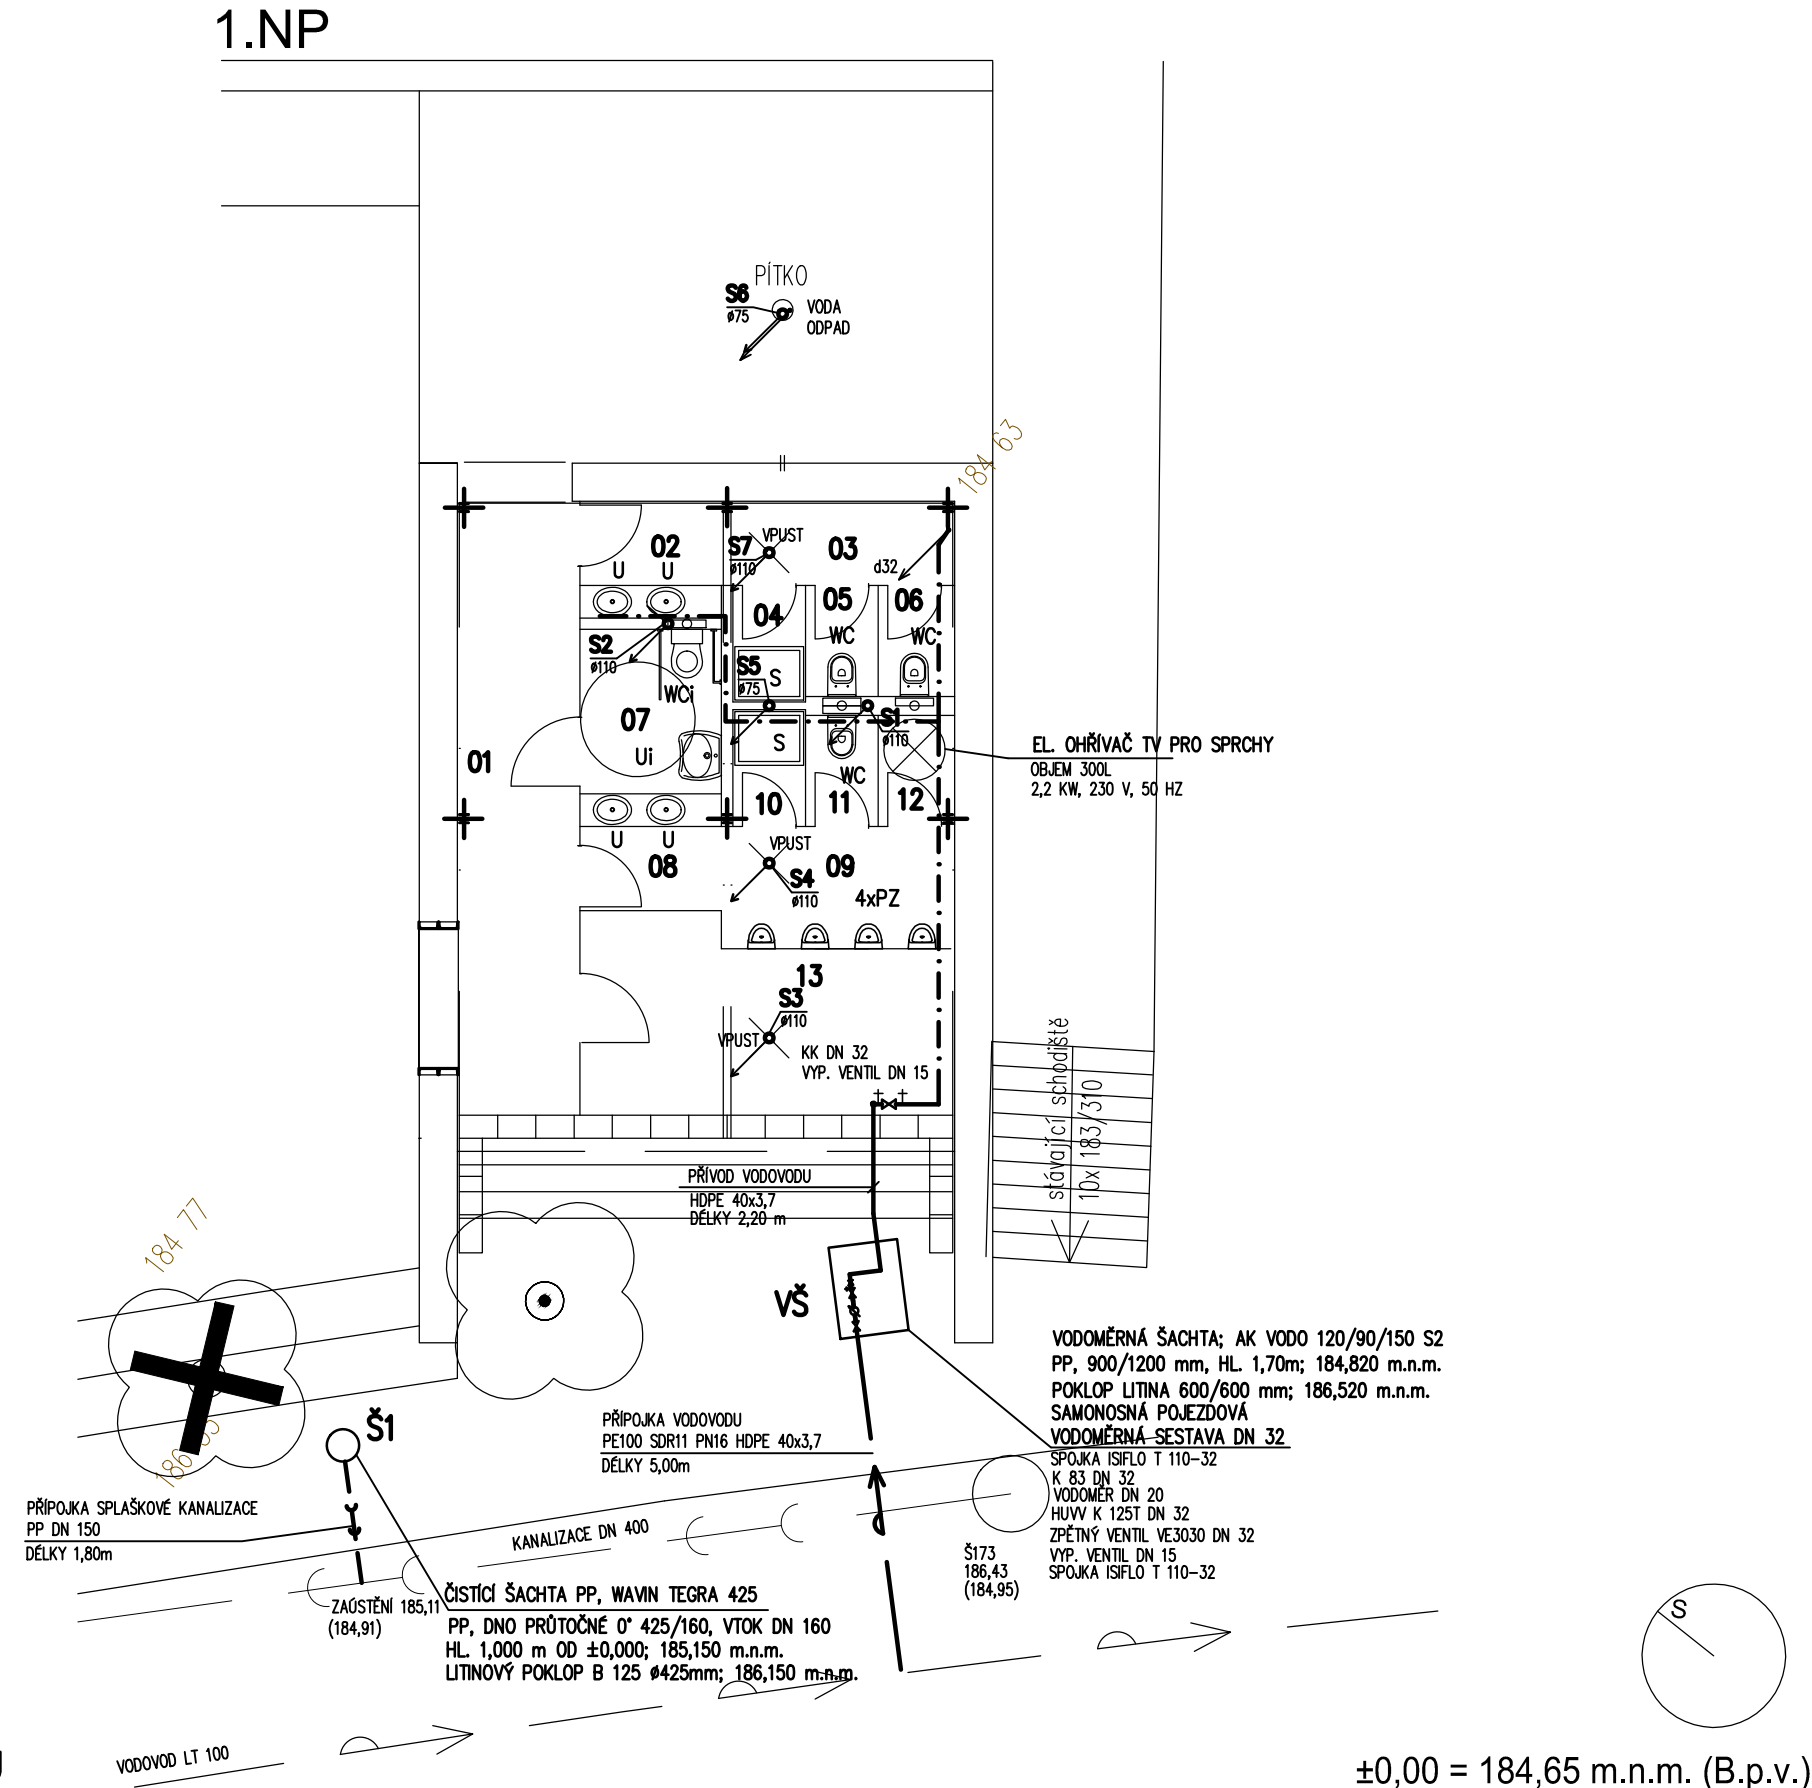 1.NP
PÍTKO
S6
ø75
VODA
ODPAD
184 63
VPUST
S7
ø110
02
03
U
U
d32
04
05
06
WC
WC
S2
ø110
S5
ø75
S
WCi
07
Ui
S1
ø110
S
WC
01
EL. OHŘÍVAČ TV PRO SPRCHY
OBJEM 300L
2,2 KW, 230 V, 50 HZ
10
11
12
U
U
VPUST
08
09
S4
ø110
4xPZ
13
S3
ø110
VPUST
KK DN 32
VYP. VENTIL DN 15
stávající schodiště
10x 183/310
PŘÍVOD VODOVODU
HDPE 40x3,7
DÉLKY 2,20 m
184 77
VŠ
VODOMĚRNÁ ŠACHTA; AK VODO 120/90/150 S2
PP, 900/1200 mm, HL. 1,70m; 184,820 m.n.m.
POKLOP LITINA 600/600 mm; 186,520 m.n.m.
SAMONOSNÁ POJEZDOVÁ
VODOMĚRNÁ SESTAVA DN 32
SPOJKA ISIFLO T 110-32
K 83 DN 32
VODOMĚR DN 20
HUVV K 125T DN 32
ZPĚTNÝ VENTIL VE3030 DN 32
VYP. VENTIL DN 15
SPOJKA ISIFLO T 110-32
Š1
PŘÍPOJKA VODOVODU
PE100 SDR11 PN16 HDPE 40x3,7
DÉLKY 5,00m
PŘÍPOJKA SPLAŠKOVÉ KANALIZACE
PP DN 150
DÉLKY 1,80m
KANALIZACE DN 400
Š173
186,43
(184,95)
ZAÚSTĚNÍ 185,11
(184,91)
ČISTÍCÍ ŠACHTA PP, WAVIN TEGRA 425
PP, DNO PRŮTOČNÉ 0° 425/160, VTOK DN 160
HL. 1,000 m OD ±0,000; 185,150 m.n.m.
LITINOVÝ POKLOP B 125 ø425mm; 186,150 m.n.m.
S
VODOVOD LT 100
±0,00 = 184,65 m.n.m. (B.p.v.)